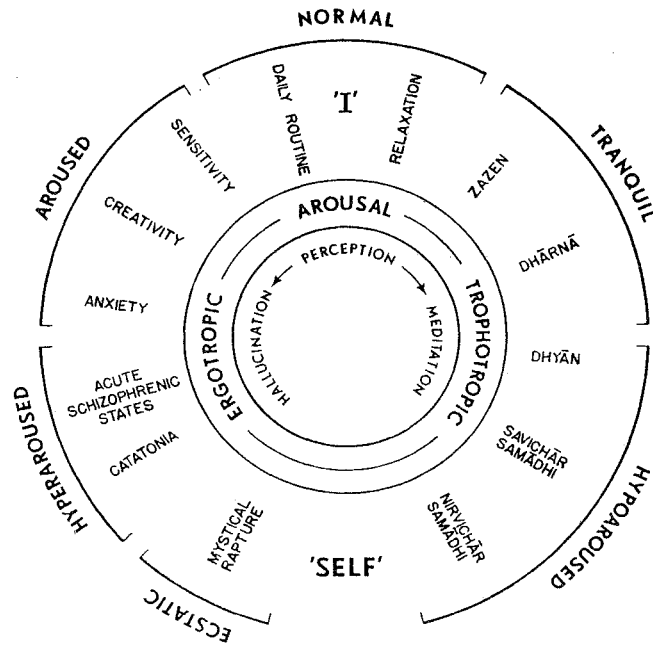 NORMAL
'I'
DAILY ROUTINE
RELAXATION
SENSITIVITY
CREATIVITY
ANXIETY
AROUSED
ZAZEN
DHĀRNĀ
TRANQUIL
AROUSAL
PERCEPTION
HALLUCINATION
MEDITATION
ERGOTROPIC
TROPHOTROPIC
ACUTE
SCHIZOPHRENIC
STATES
CATATONIA
HYPERAROUSED
MYSTICAL
RAPTURE
ECSTATIC
'SELF'
DHYĀN
SAVICHĀR
SAMĀDHI
NIRVICHĀR
SAMĀDHI
HYPOAROUSED